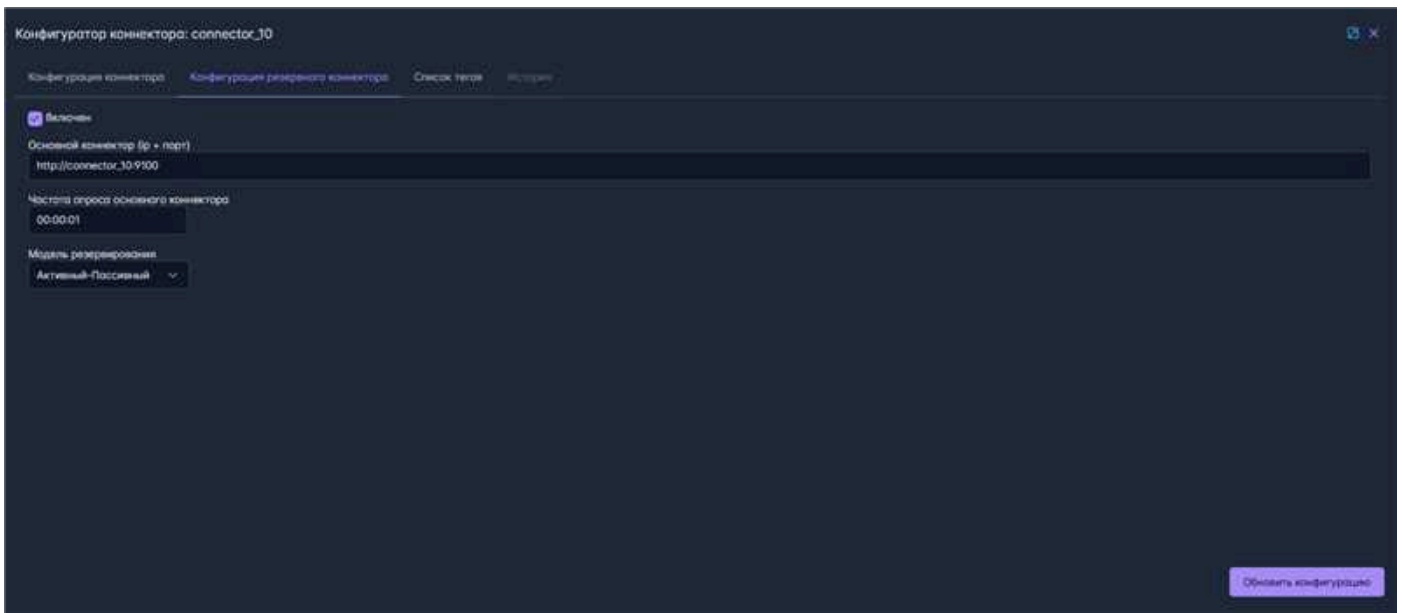 Конфигуратор коннектора: connector_10
Конфигурация коннектора Конфигурация резервного коннектора Список тегов История
Включен
Основной коннектор (ip + порт)
http://connector_10:9100
Частота опроса основного коннектора
00:00:01
Модель резервирования
Активный-Пассивный
Обновить конфигурацию